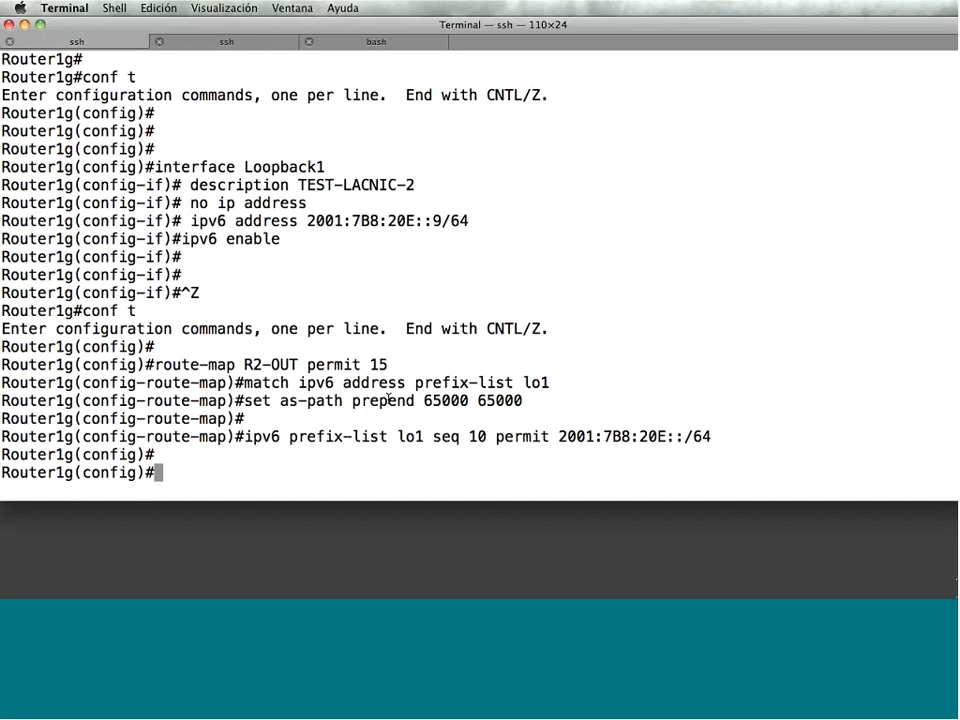 Terminal Shell Edición Visualización Ventana Ayuda
Terminal — ssh — 110×24
ssh ssh bash
Router1g#
Router1g#conf t
Enter configuration commands, one per line.  End with CNTL/Z.
Router1g(config)#
Router1g(config)#
Router1g(config)#
Router1g(config)#interface Loopback1
Router1g(config-if)# description TEST-LACNIC-2
Router1g(config-if)# no ip address
Router1g(config-if)# ipv6 address 2001:7B8:20E::9/64
Router1g(config-if)#ipv6 enable
Router1g(config-if)#
Router1g(config-if)#
Router1g(config-if)#^Z
Router1g#conf t
Enter configuration commands, one per line.  End with CNTL/Z.
Router1g(config)#
Router1g(config)#route-map R2-OUT permit 15
Router1g(config-route-map)#match ipv6 address prefix-list lo1
Router1g(config-route-map)#set as-path prepend 65000 65000
Router1g(config-route-map)#
Router1g(config-route-map)#ipv6 prefix-list lo1 seq 10 permit 2001:7B8:20E::/64
Router1g(config)#
Router1g(config)#